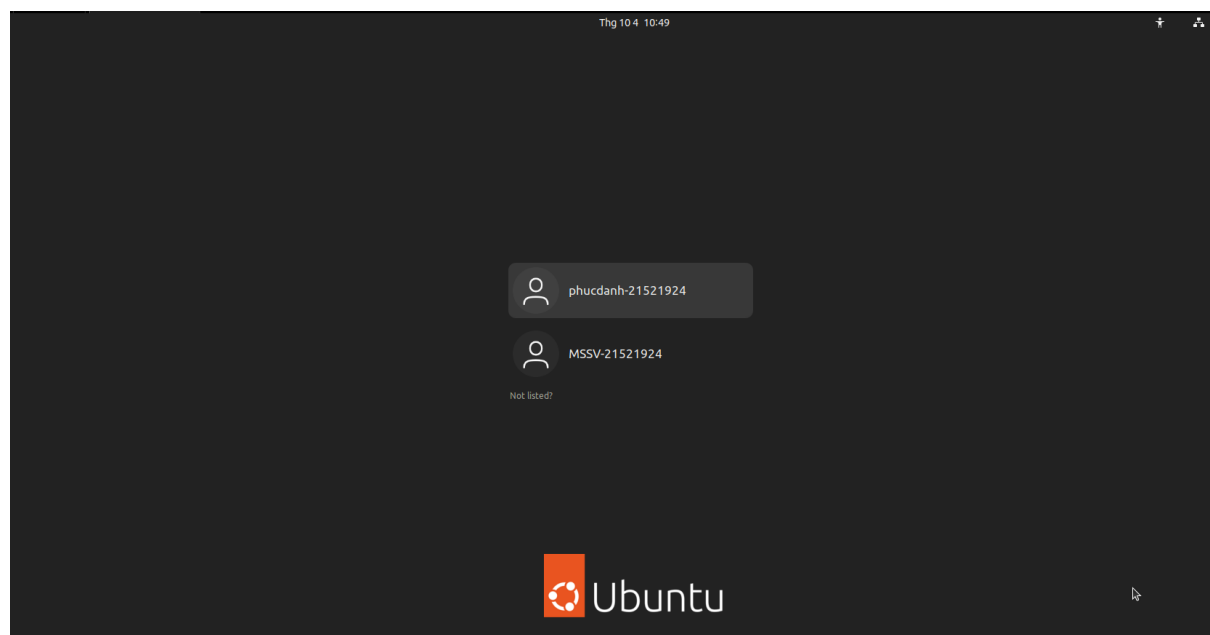 Thg 10 4 10:49
phucdanh-21521924
MSSV-21521924
Not listed?
Ubuntu